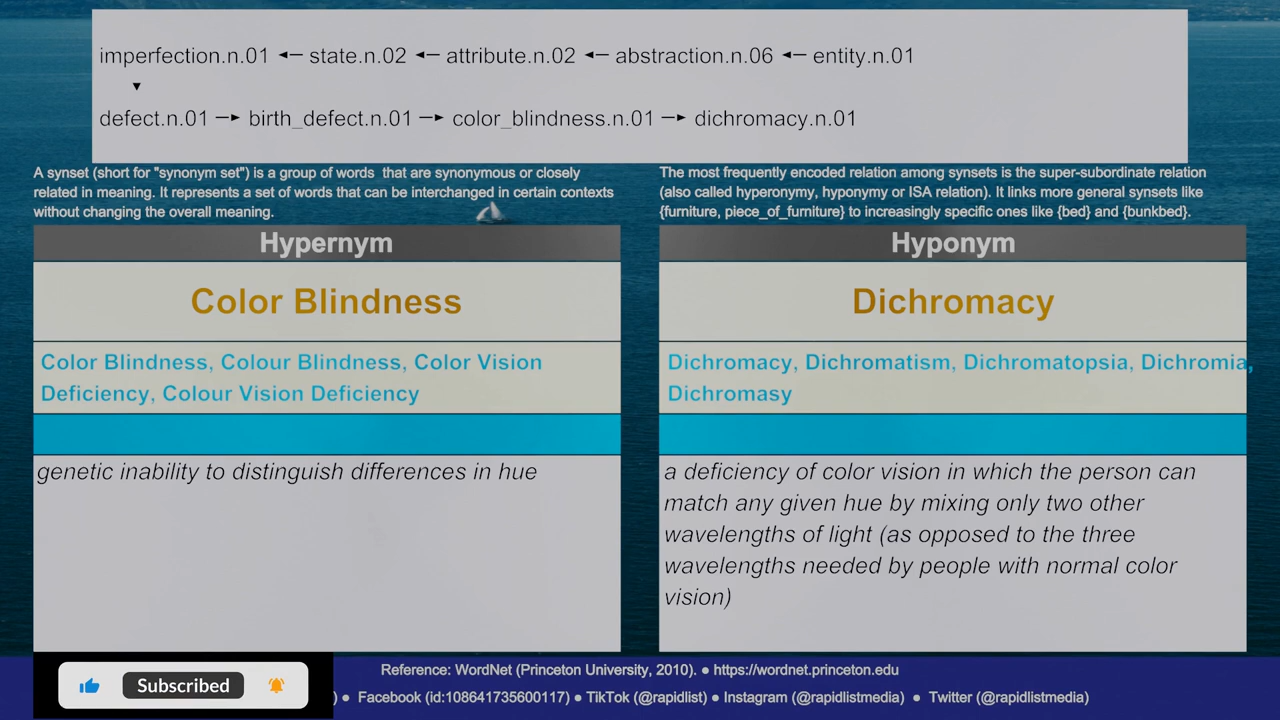 imperfection.n.01 ◄— state.n.02 ◄— attribute.n.02 ◄— abstraction.n.06 ◄— entity.n.01
▼
defect.n.01 —► birth_defect.n.01 —► color_blindness.n.01 —► dichromacy.n.01
A synset (short for "synonym set") is a group of words that are synonymous or closely
related in meaning. It represents a set of words that can be interchanged in certain contexts
without changing the overall meaning.
The most frequently encoded relation among synsets is the super-subordinate relation
(also called hyperonymy, hyponymy or ISA relation). It links more general synsets like
{furniture, piece_of_furniture} to increasingly specific ones like {bed} and {bunkbed}.
Hypernym
Color Blindness
Color Blindness, Colour Blindness, Color Vision
Deficiency, Colour Vision Deficiency
genetic inability to distinguish differences in hue
Hyponym
Dichromacy
Dichromacy, Dichromatism, Dichromatopsia, Dichromia,
Dichromasy
a deficiency of color vision in which the person can
match any given hue by mixing only two other
wavelengths of light (as opposed to the three
wavelengths needed by people with normal color
vision)
Reference: WordNet (Princeton University, 2010). ● https://wordnet.princeton.edu
Subscribed
) ● Facebook (id:108641735600117) ● TikTok (@rapidlist) ● Instagram (@rapidlistmedia) ● Twitter (@rapidlistmedia)